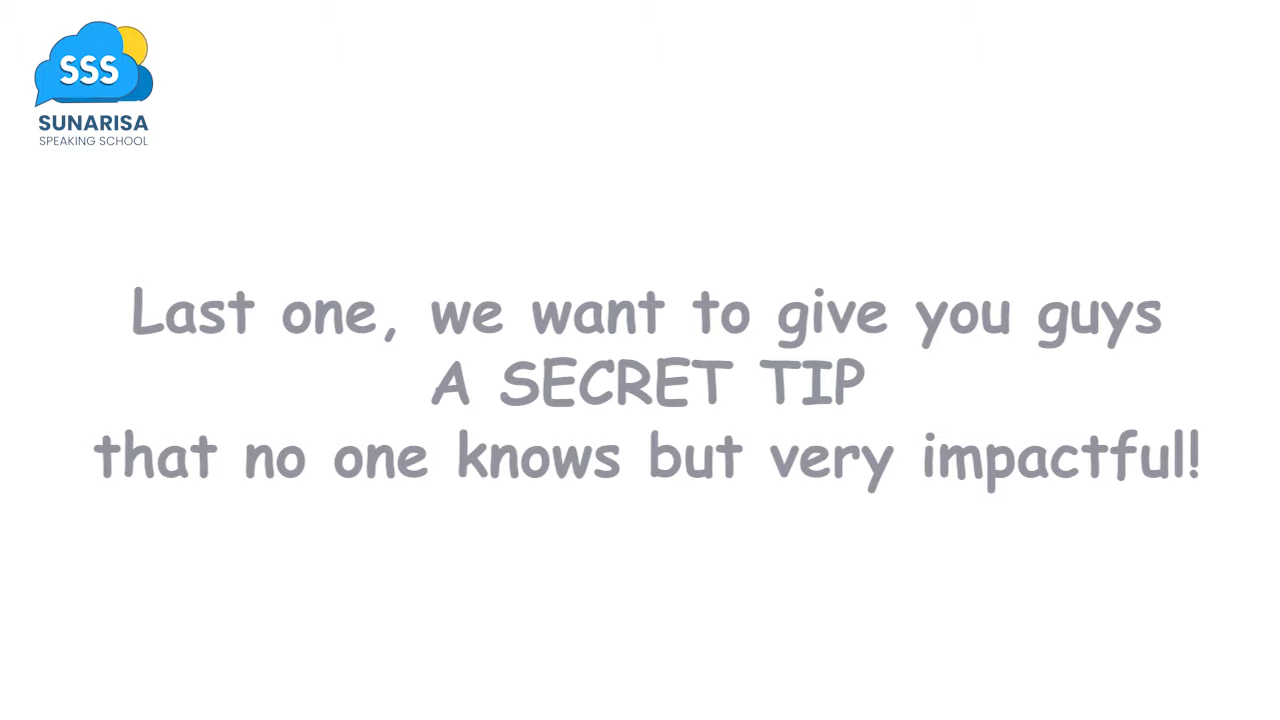 SSS
SUNARISA
SPEAKING SCHOOL
Last one, we want to give you guys
A SECRET TIP
that no one knows but very impactful!